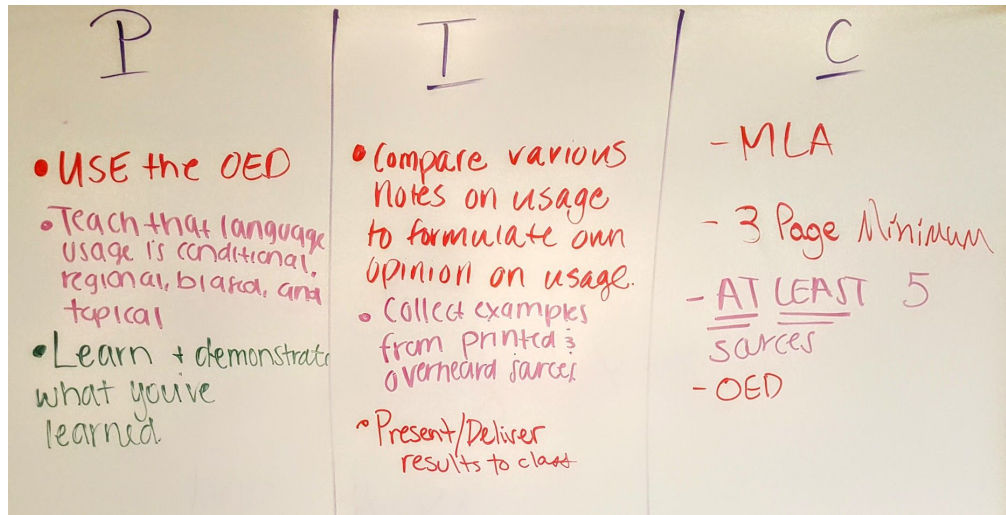 P
• USE the OED
• Teach that language
usage is conditional,
regional, biased, and
topical
• Learn + demonstrate
what you've
learned.
I
• Compare various
notes on usage
to formulate own
opinion on usage.
• Collect examples
from printed &
overheard sarces
• Present/Deliver
results to class
C
- MLA
- 3 Page Minimum
- AT LEAST 5
sarces
- OED